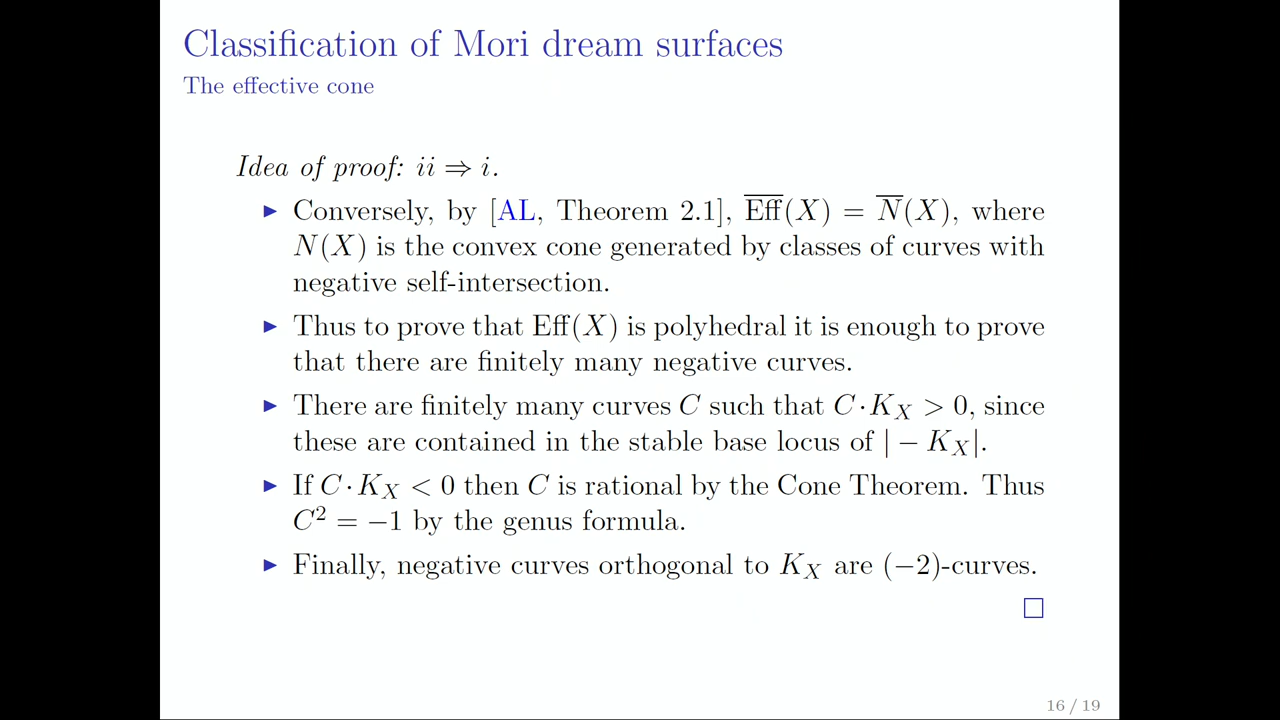 Classification of Mori dream surfaces
The effective cone
Idea of proof: ii ⇒ i.
▶ Conversely, by [AL, Theorem 2.1], $\overline{\mathrm{Eff}}(X) = \overline{N}(X)$, where
N(X) is the convex cone generated by classes of curves with
negative self-intersection.
▶ Thus to prove that Eff(X) is polyhedral it is enough to prove
that there are finitely many negative curves.
▶ There are finitely many curves C such that $C \cdot K_X > 0$, since
these are contained in the stable base locus of $|-K_X|$.
▶ If $C \cdot K_X < 0$ then C is rational by the Cone Theorem. Thus
$C^2 = -1$ by the genus formula.
▶ Finally, negative curves orthogonal to $K_X$ are (−2)-curves.
□
16 / 19